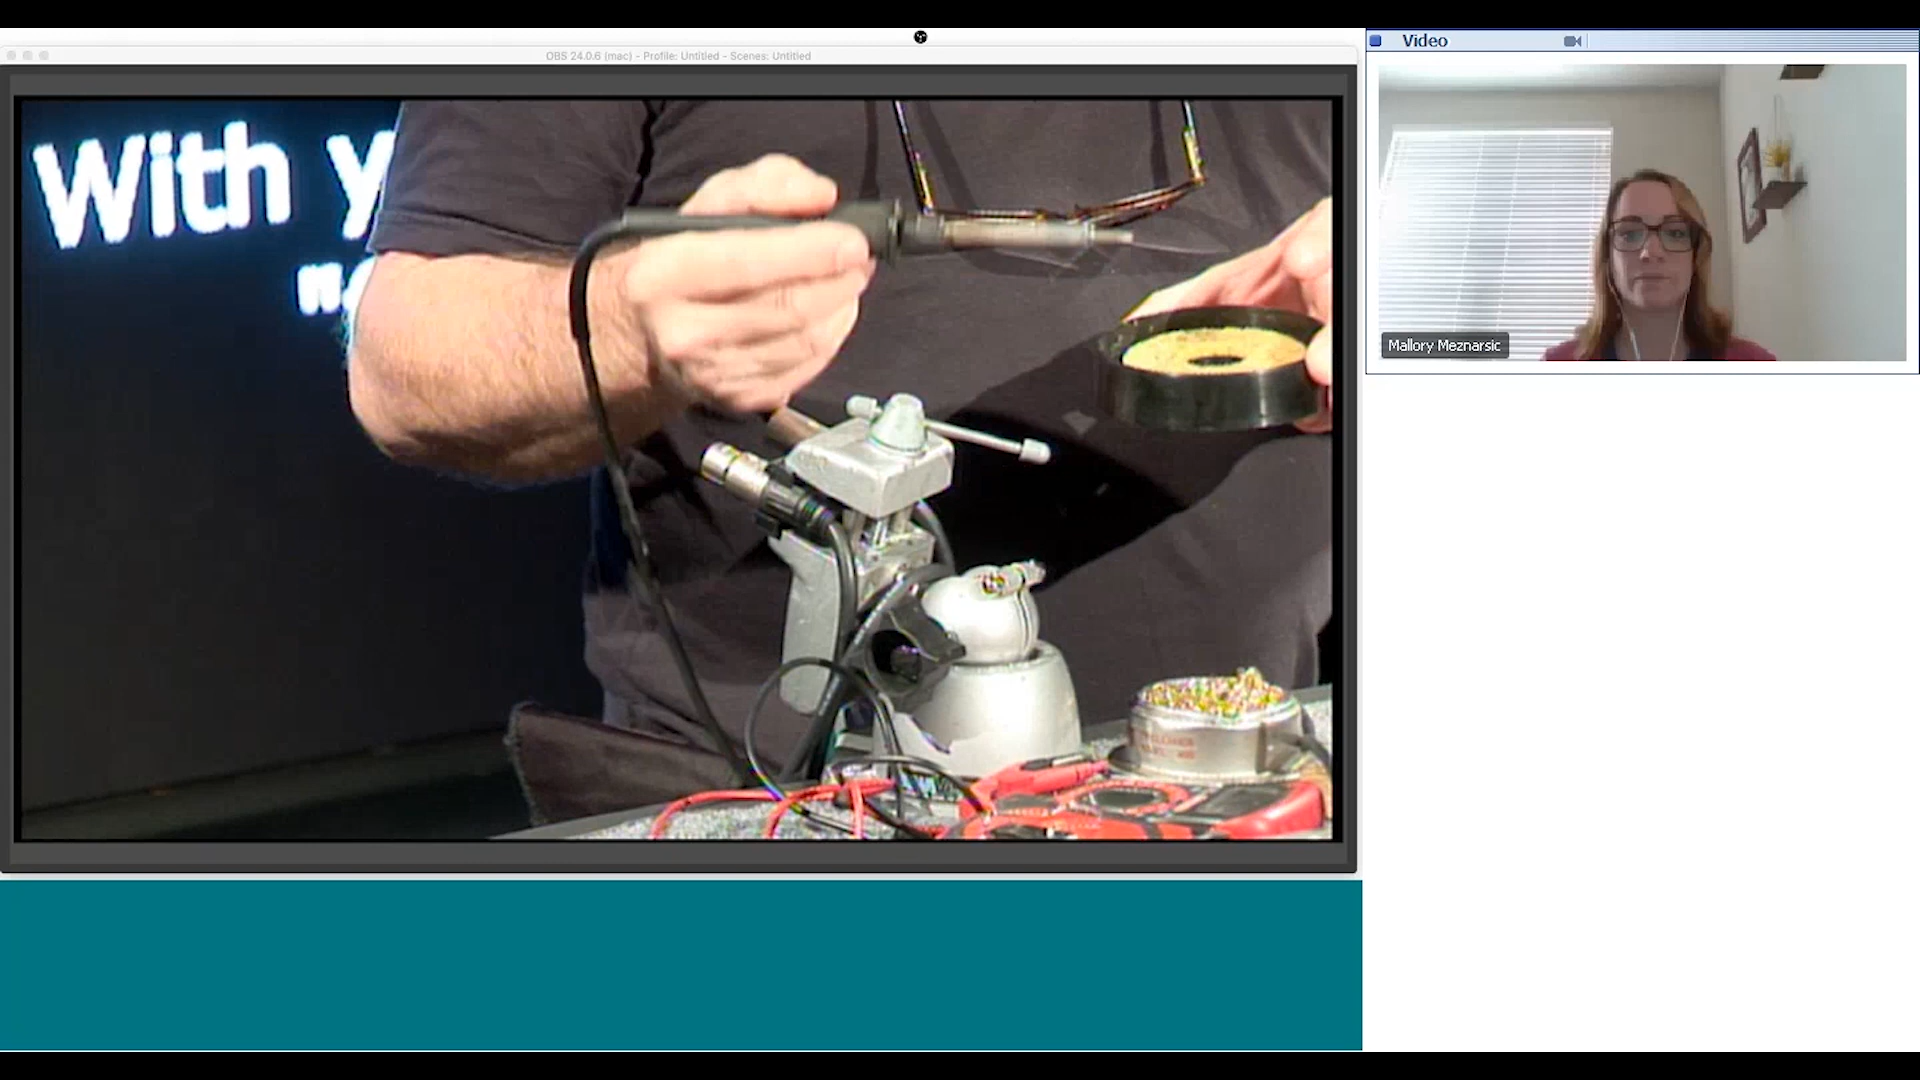 OBS 24.0.6 (mac) - Profile: Untitled - Scenes: Untitled
Video
With
Mallory Meznarsic